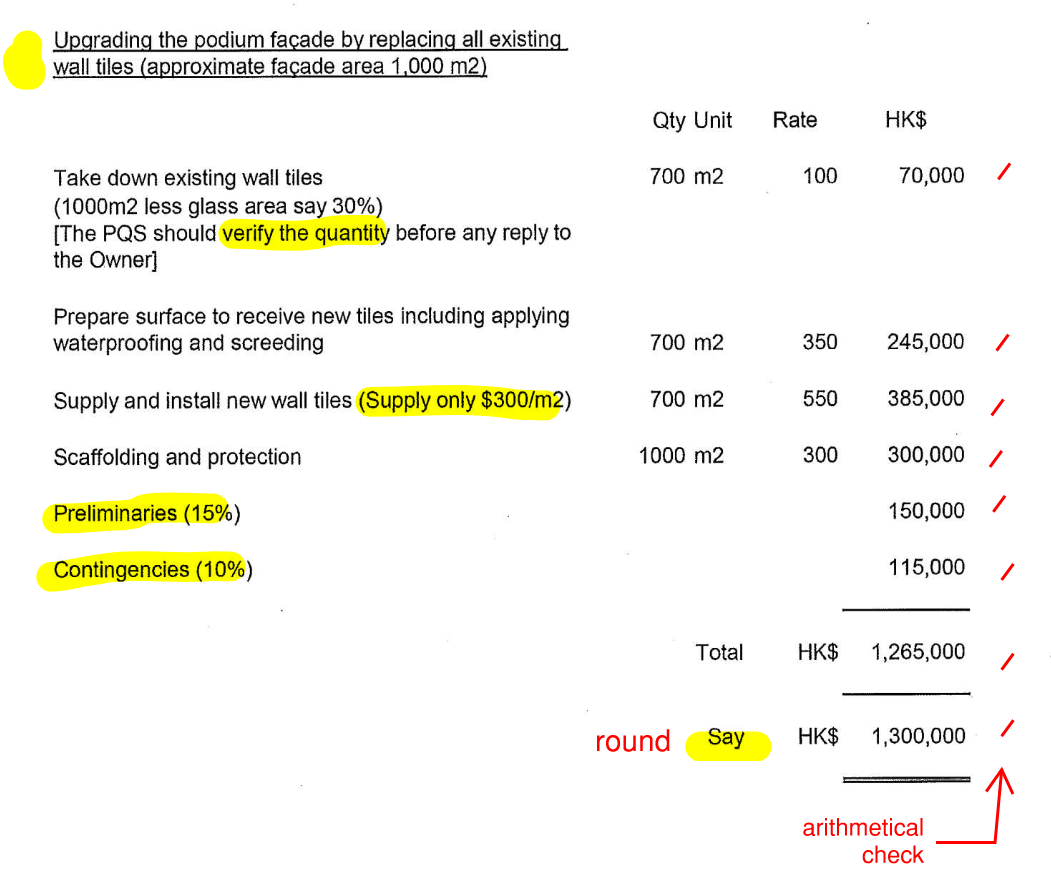 Upgrading the podium façade by replacing all existing
wall tiles (approximate façade area 1,000 m2)
Qty Unit Rate HK$
Take down existing wall tiles 700 m2 100 70,000
(1000m2 less glass area say 30%)
[The PQS should verify the quantity before any reply to
the Owner]
Prepare surface to receive new tiles including applying
waterproofing and screeding 700 m2 350 245,000
Supply and install new wall tiles (Supply only $300/m2) 700 m2 550 385,000
Scaffolding and protection 1000 m2 300 300,000
Preliminaries (15%) 150,000
Contingencies (10%) 115,000
Total HK$ 1,265,000
round Say HK$ 1,300,000
arithmetical
check